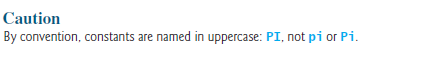 Caution
By convention, constants are named in uppercase: PI, not pi or Pi.